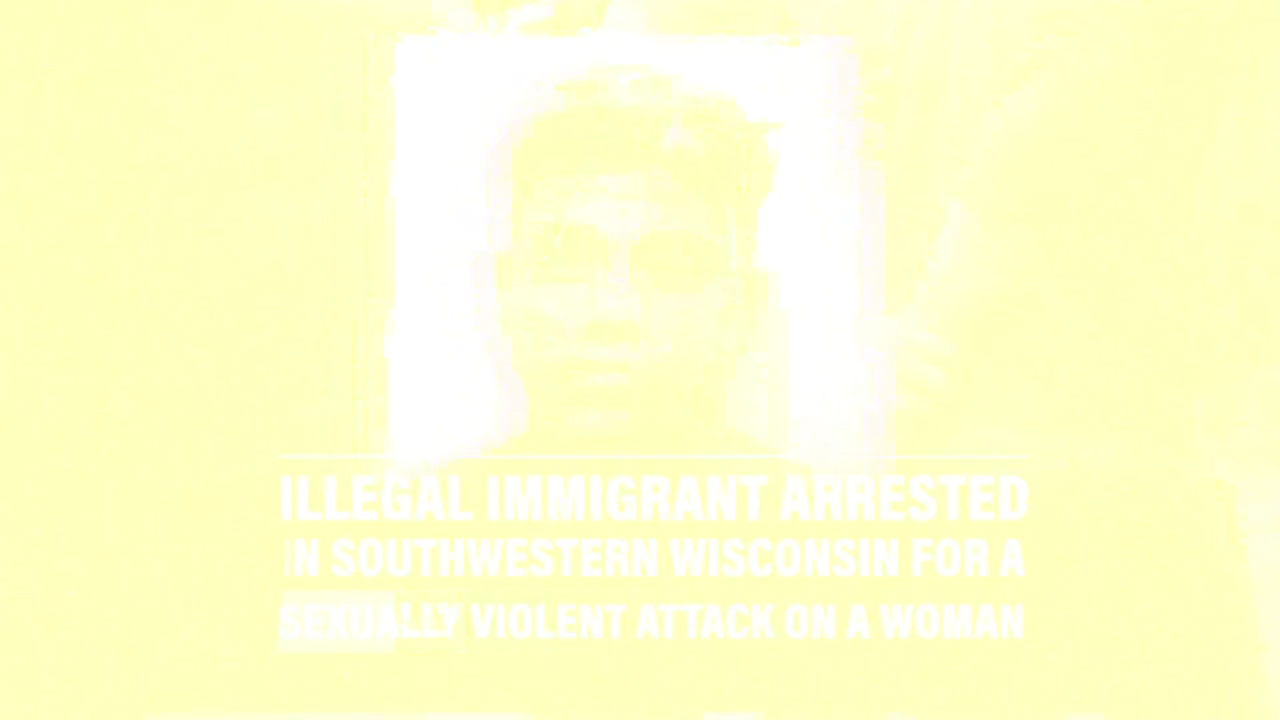 ILLEGAL IMMIGRANT ARRESTED
IN SOUTHWESTERN WISCONSIN FOR A
SEXUALLY VIOLENT ATTACK ON A WOMAN